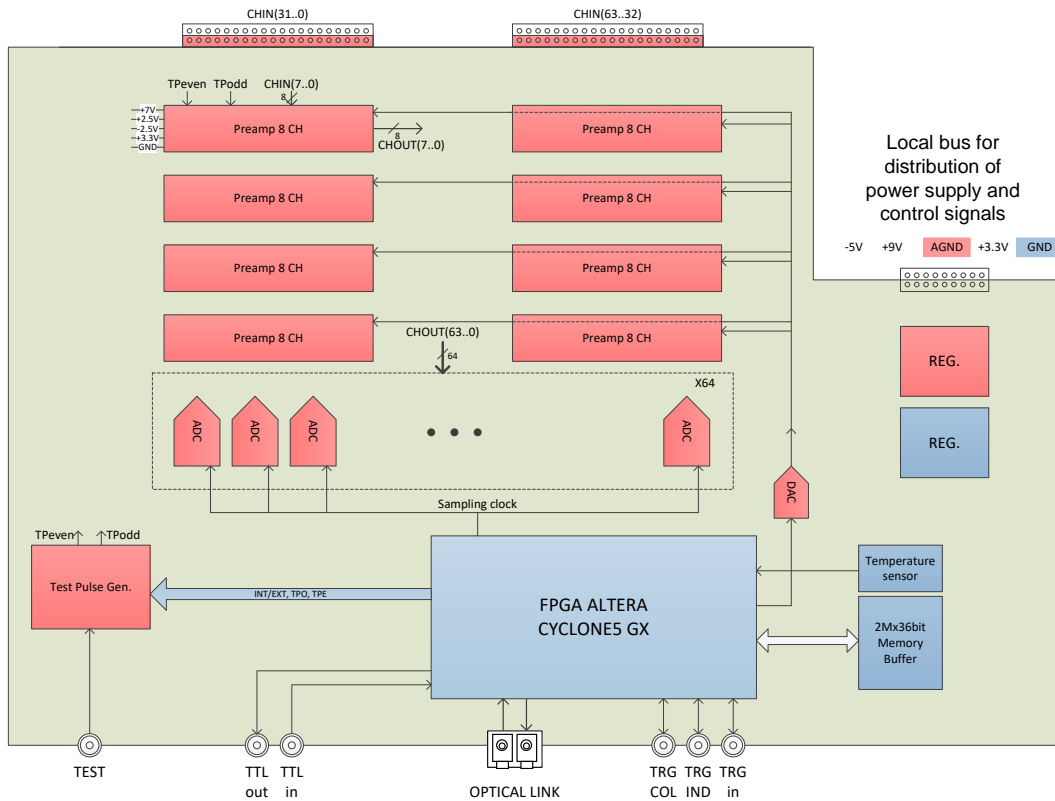 CHIN(31..0)
CHIN(63..32)
TPeven
TPodd
CHIN(7..0)
8
+7V
+2.5V
-2.5V
+3.3V
GND
Preamp 8 CH
8
CHOUT(7..0)
Preamp 8 CH
Preamp 8 CH
Preamp 8 CH
Preamp 8 CH
Preamp 8 CH
Preamp 8 CH
Preamp 8 CH
Local bus for
distribution of
power supply and
control signals
-5V
+9V
AGND
+3.3V
GND
CHOUT(63..0)
64
X64
ADC
ADC
ADC
ADC
REG.
REG.
DAC
Sampling clock
TPeven
TPodd
Test Pulse Gen.
INT/EXT, TPO, TPE
FPGA ALTERA
CYCLONE5 GX
Temperature
sensor
2Mx36bit
Memory
Buffer
TEST
TTL
out
TTL
in
OPTICAL LINK
TRG
COL
TRG
IND
TRG
in